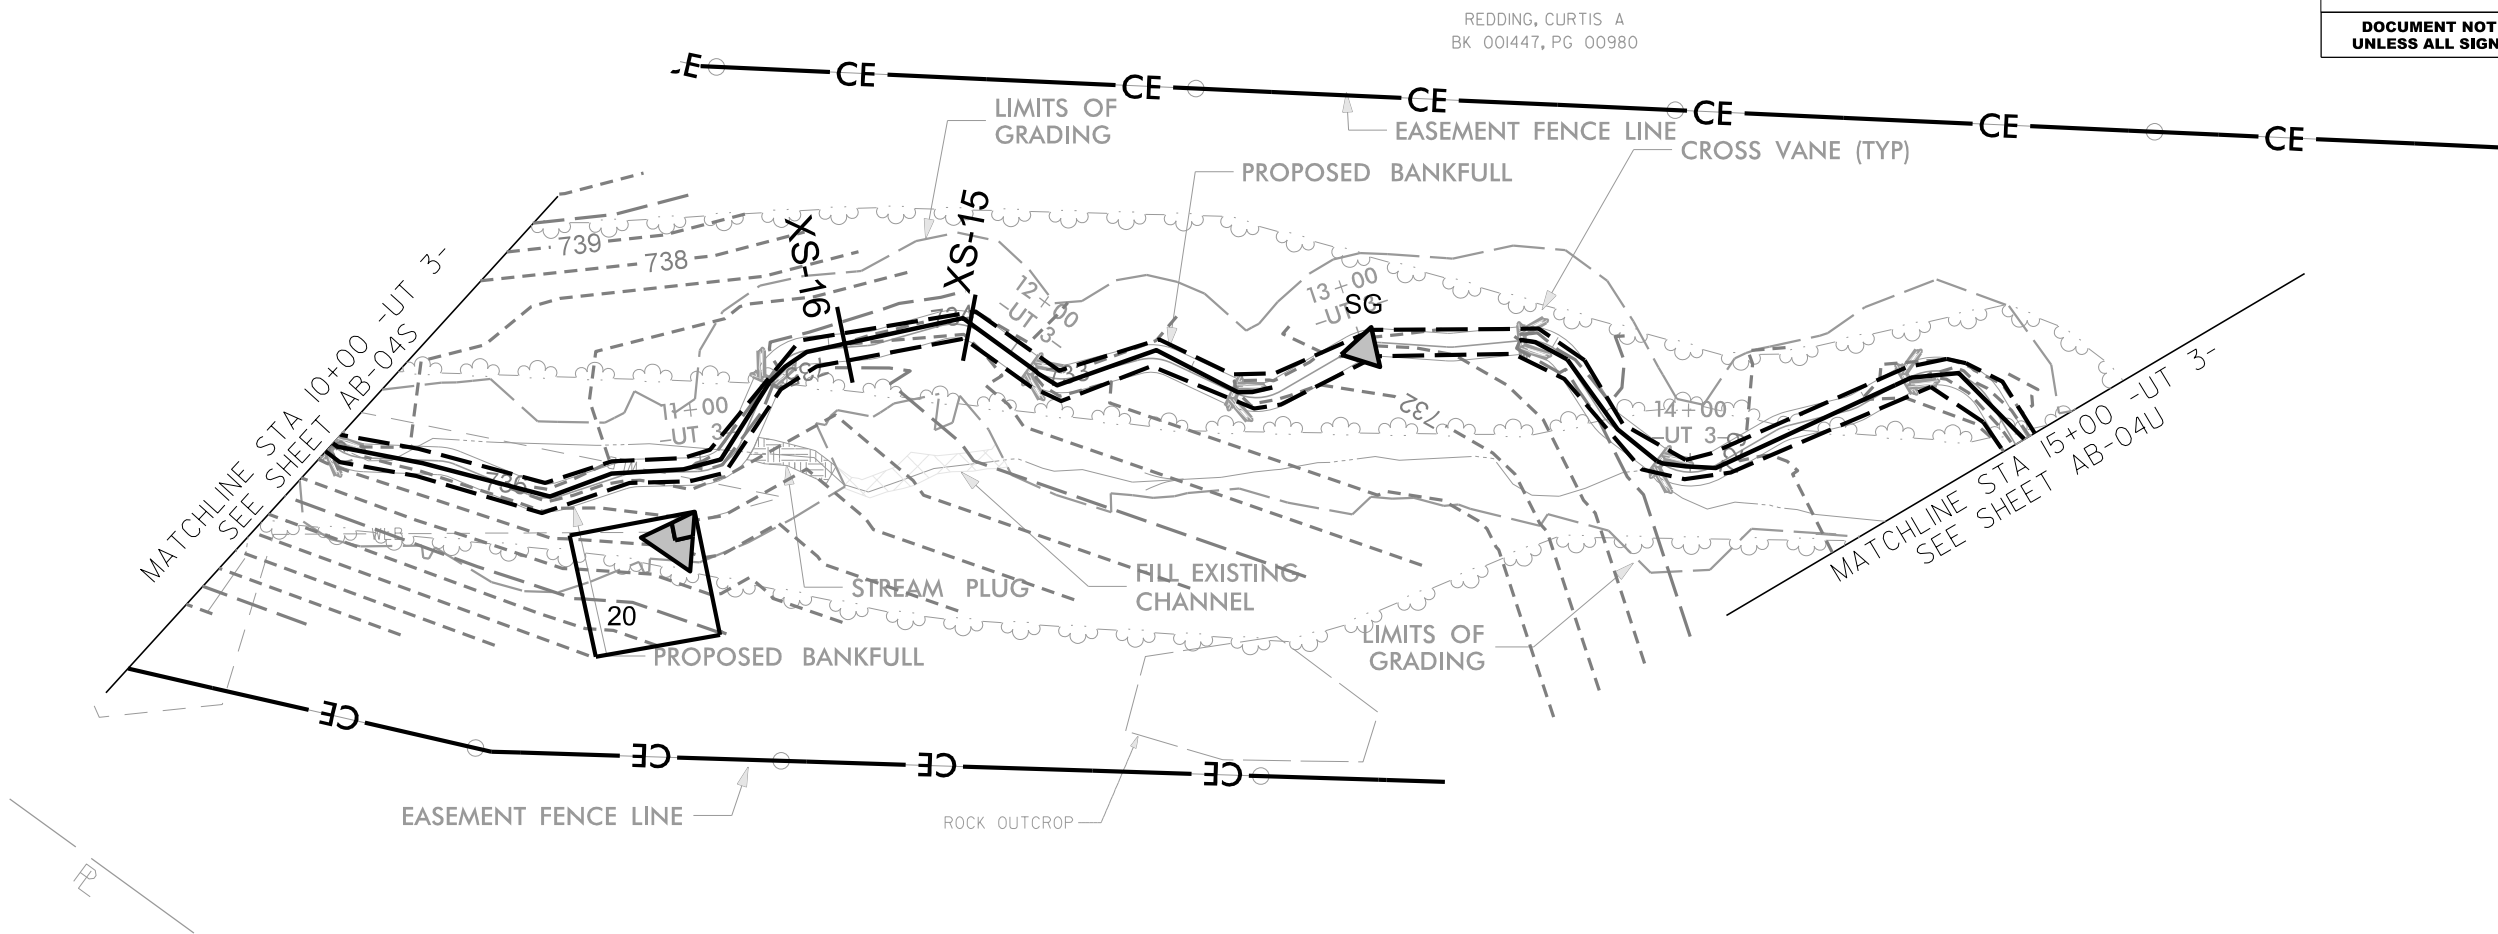 REDDING, CURTIS A
BK 001447, PG 00980
DOCUMENT NOT
UNLESS ALL SIGN
E
CE
CE
CE
CE
CE
CE
LIMITS OF
GRADING
EASEMENT FENCE LINE
CROSS VANE (TYP)
PROPOSED BANKFULL
XS-16
XS-15
739
738
12+00
-UT 3-
13+00
-UT
SG
MATCHLINE STA 10+00 -UT 3-
SEE SHEET AB-04S
11+00
-UT 3
733
732
14+00
-UT 3-
736
WLB
20
STREAM PLUG
FILL EXISTING
CHANNEL
PROPOSED BANKFULL
LIMITS OF
GRADING
MATCHLINE STA 15+00 -UT 3-
SEE SHEET AB-04U
CE
CE
CE
CE
EASEMENT FENCE LINE
ROCK OUTCROP